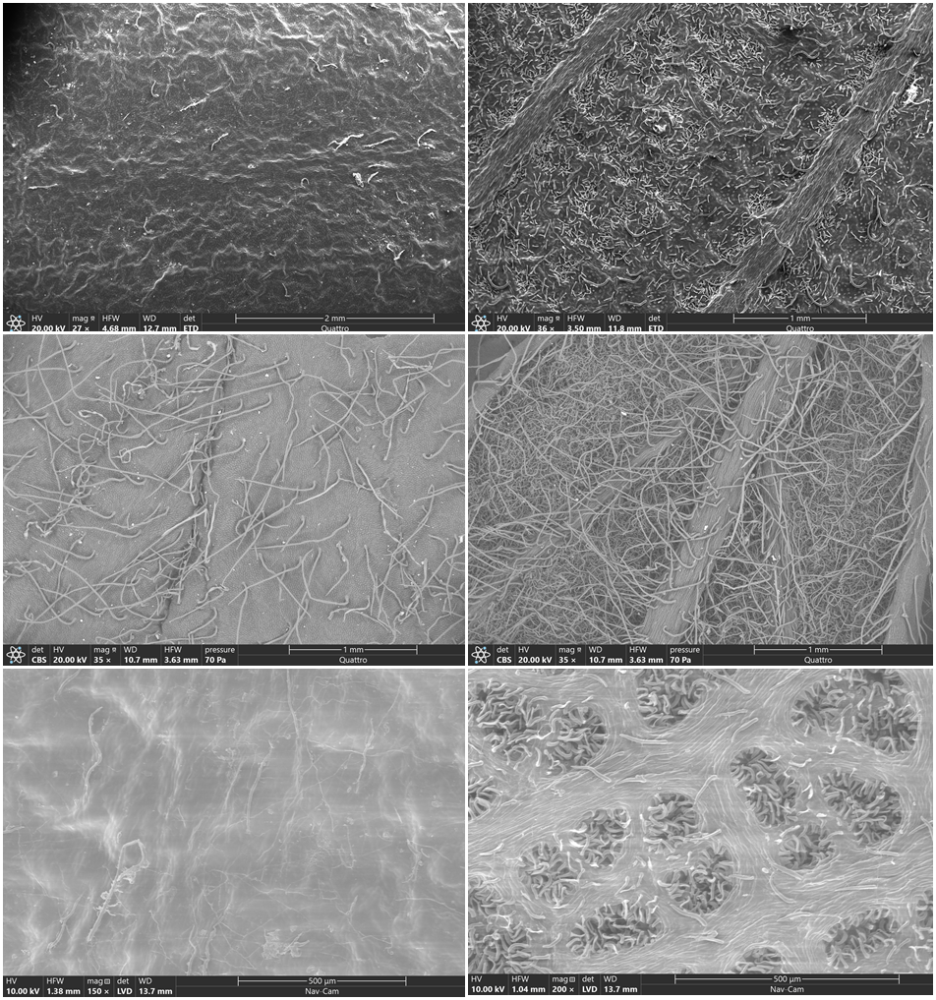 HV mag HFW WD det 2 mm
20.00 kV 27 × 4.68 mm 12.7 mm ETD Quattro
HV mag HFW WD det 1 mm
20.00 kV 36 × 3.50 mm 11.8 mm ETD Quattro
det HV mag WD HFW pressure 1 mm
CBS 20.00 kV 35 × 10.7 mm 3.63 mm 70 Pa Quattro
det HV mag WD HFW pressure 1 mm
CBS 20.00 kV 35 × 10.7 mm 3.63 mm 70 Pa Quattro
HV HFW mag det WD 500 µm
10.00 kV 1.38 mm 150 × LVD 13.7 mm Nav-Cam
HV HFW mag det WD 500 µm
10.00 kV 1.04 mm 200 × LVD 13.7 mm Nav-Cam